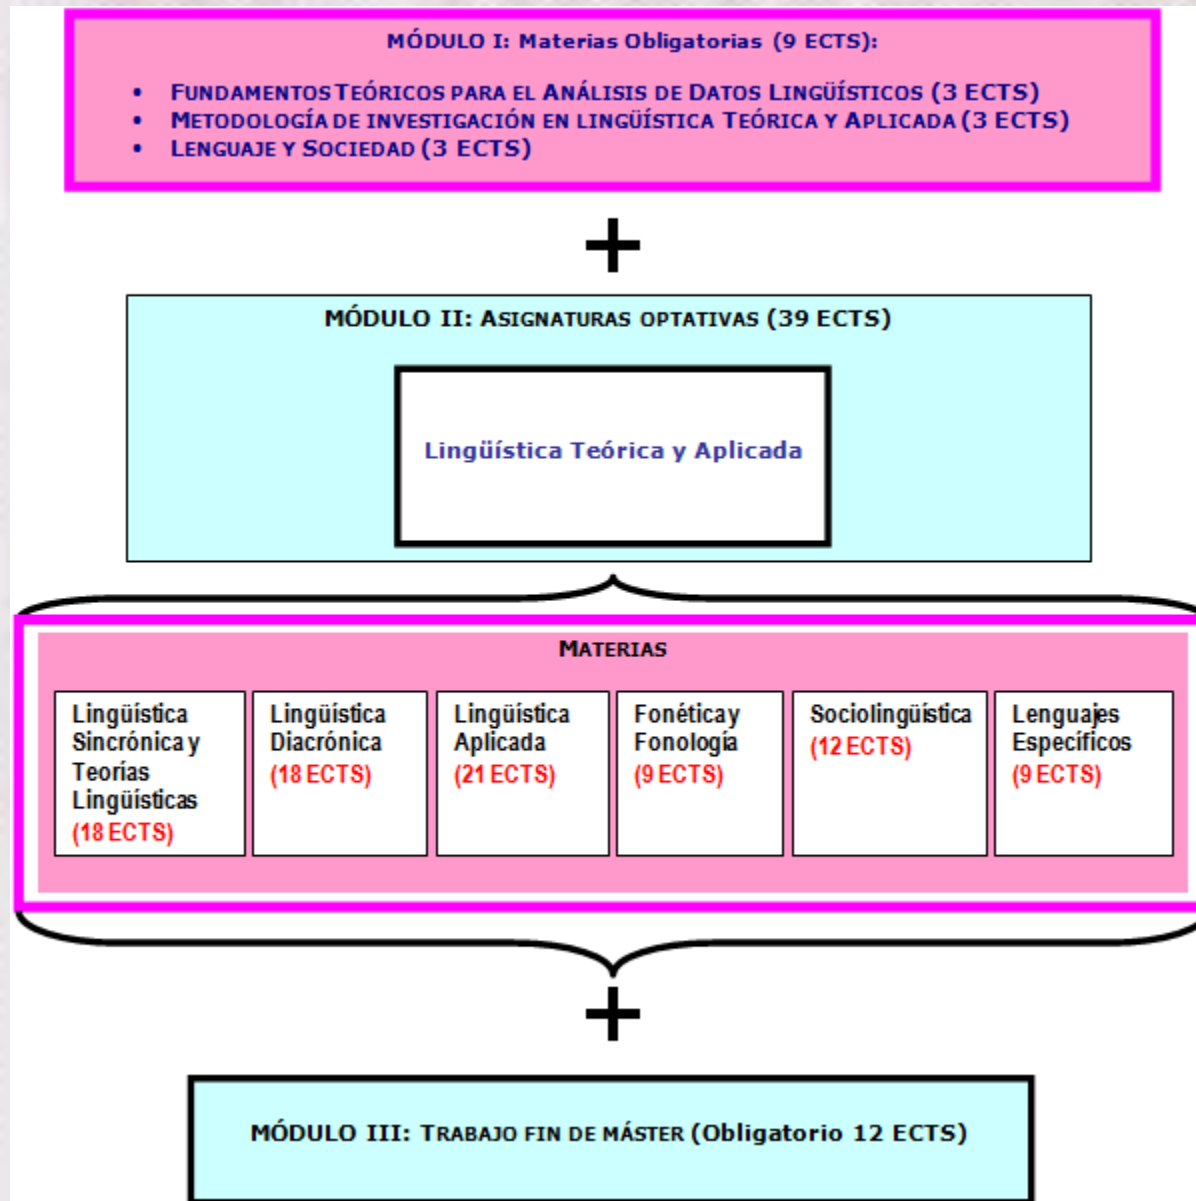 MÓDULO I: Materias Obligatorias (9 ECTS):
• FUNDAMENTOS TEÓRICOS PARA EL ANÁLISIS DE DATOS LINGÜÍSTICOS (3 ECTS)
• METODOLOGÍA DE INVESTIGACIÓN EN LINGÜÍSTICA TEÓRICA Y APLICADA (3 ECTS)
• LENGUAJE Y SOCIEDAD (3 ECTS)
+
MÓDULO II: ASIGNATURAS OPTATIVAS (39 ECTS)
Lingüística Teórica y Aplicada
MATERIAS
Lingüística
Sincrónica y
Teorías
Lingüísticas
(18 ECTS)
Lingüística
Diacrónica
(18 ECTS)
Lingüística
Aplicada
(21 ECTS)
Fonética y
Fonología
(9 ECTS)
Sociolingüística
(12 ECTS)
Lenguajes
Específicos
(9 ECTS)
+
MÓDULO III: TRABAJO FIN DE MÁSTER (Obligatorio 12 ECTS)